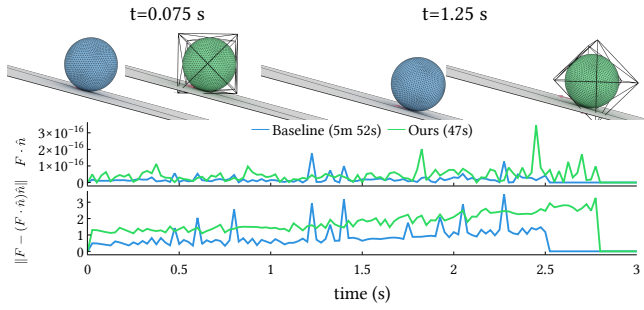 t=0.075 s
t=1.25 s
Baseline (5m 52s)
Ours (47s)
F · n̂
3×10⁻¹⁶
2×10⁻¹⁶
1×10⁻¹⁶
0
‖F − (F · n̂)n̂‖
3
2
1
0
0
0.5
1
1.5
2
2.5
3
time (s)